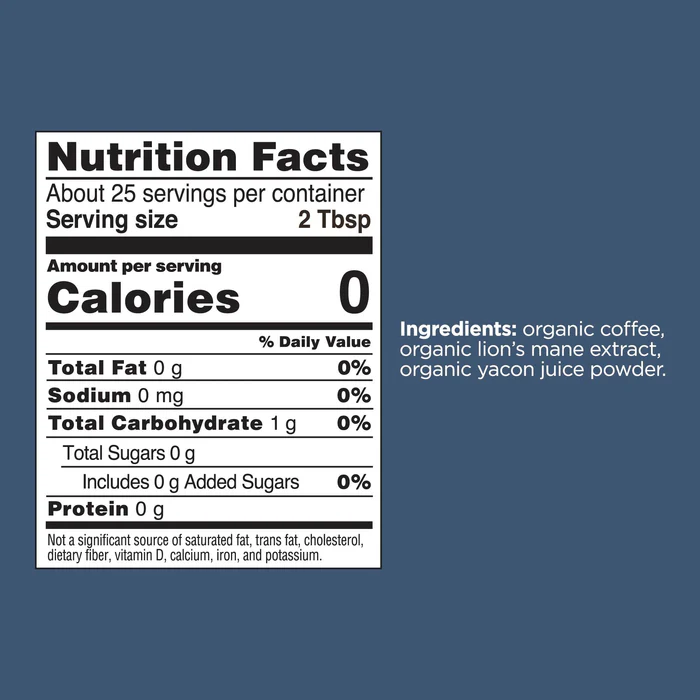 Nutrition Facts
About 25 servings per container
Serving size 2 Tbsp
Amount per serving
Calories 0
% Daily Value
Total Fat 0 g 0%
Sodium 0 mg 0%
Total Carbohydrate 1 g 0%
Total Sugars 0 g
Includes 0 g Added Sugars 0%
Protein 0 g
Not a significant source of saturated fat, trans fat, cholesterol,
dietary fiber, vitamin D, calcium, iron, and potassium.
Ingredients: organic coffee,
organic lion's mane extract,
organic yacon juice powder.